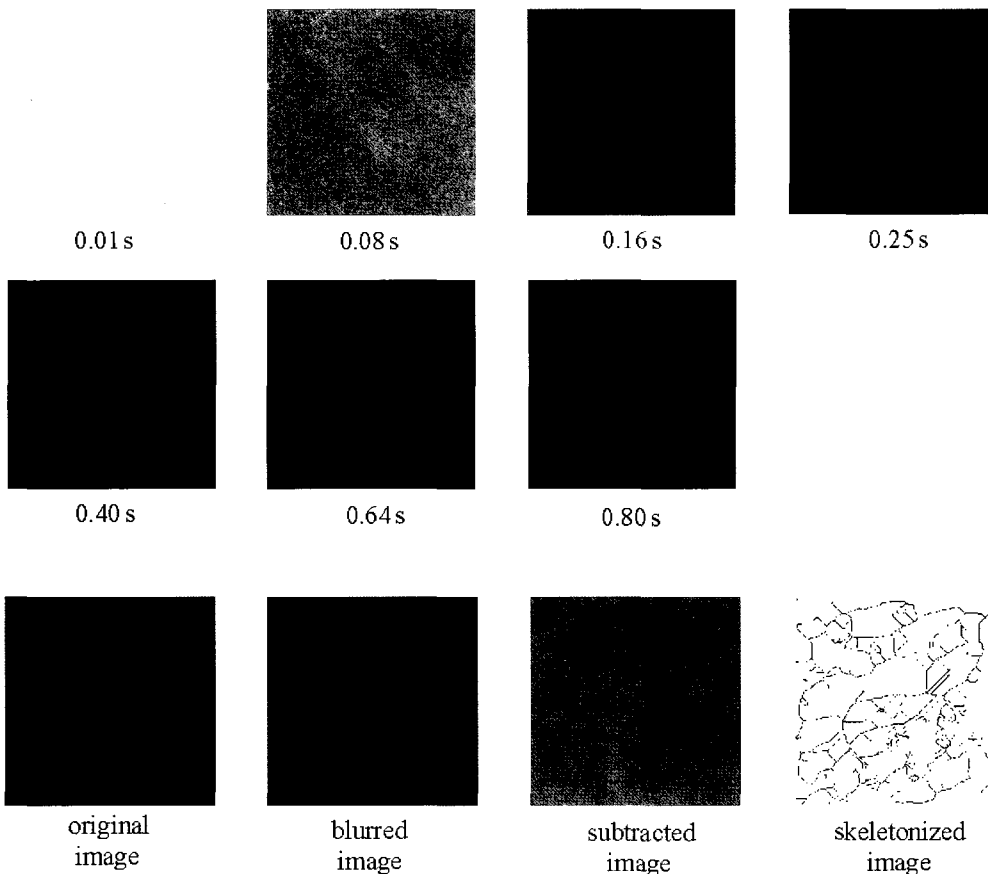 0.01 s
0.08 s
0.16 s
0.25 s
0.40 s
0.64 s
0.80 s
original
image
blurred
image
subtracted
image
skeletonized
image